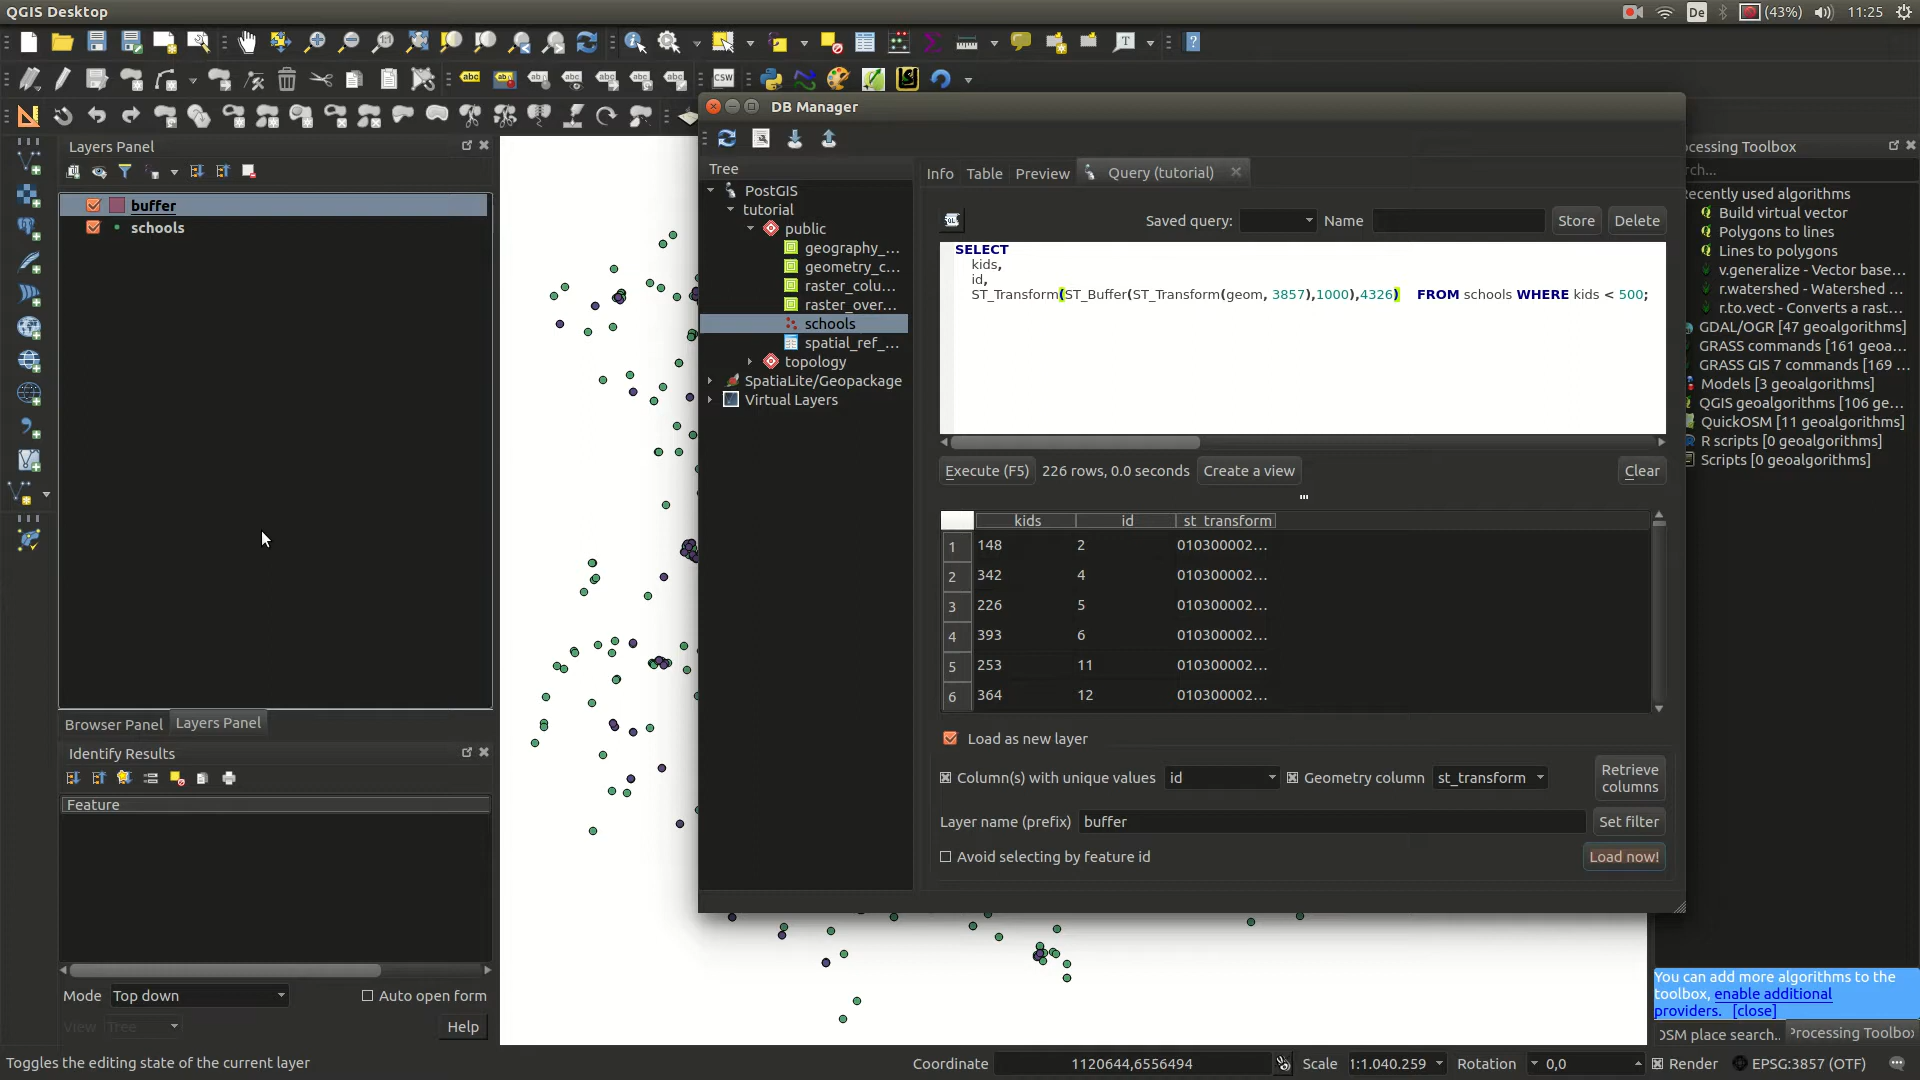 QGIS Desktop
De
(43%)
11:25
T
?
abc
abc
CSW
DB Manager
Layers Panel
buffer
schools
Tree
PostGIS
tutorial
public
geography_...
geometry_c...
raster_colu...
raster_over...
schools
spatial_ref_...
topology
SpatiaLite/Geopackage
Virtual Layers
Info
Table
Preview
Query (tutorial)
Saved query:
Name
Store
Delete
SELECT
kids,
id,
ST_Transform(ST_Buffer(ST_Transform(geom, 3857),1000),4326) FROM schools WHERE kids < 500;
Execute (F5)
226 rows, 0.0 seconds
Create a view
Clear
kids id st_transform
1 148 2 010300002...
2 342 4 010300002...
3 226 5 010300002...
4 393 6 010300002...
5 253 11 010300002...
6 364 12 010300002...
Load as new layer
Column(s) with unique values
id
Geometry column
st_transform
Retrieve
columns
Layer name (prefix)
buffer
Set filter
Avoid selecting by feature id
Load now!
ocessing Toolbox
ch...
ecently used algorithms
Build virtual vector
Polygons to lines
Lines to polygons
v.generalize - Vector base...
r.watershed - Watershed ...
r.to.vect - Converts a rast...
GDAL/OGR [47 geoalgorithms]
GRASS commands [161 geoa...
GRASS GIS 7 commands [169 ...
Models [3 geoalgorithms]
QGIS geoalgorithms [106 ge...
QuickOSM [11 geoalgorithms]
R scripts [0 geoalgorithms]
Scripts [0 geoalgorithms]
You can add more algorithms to the
toolbox, enable additional
providers. [close]
OSM place search..
Processing Toolbox
Browser Panel
Layers Panel
Identify Results
Feature
Mode
Top down
Auto open form
View
Tree
Help
Toggles the editing state of the current layer
Coordinate
1120644,6556494
Scale
1:1.040.259
Rotation
0,0
Render
EPSG:3857 (OTF)